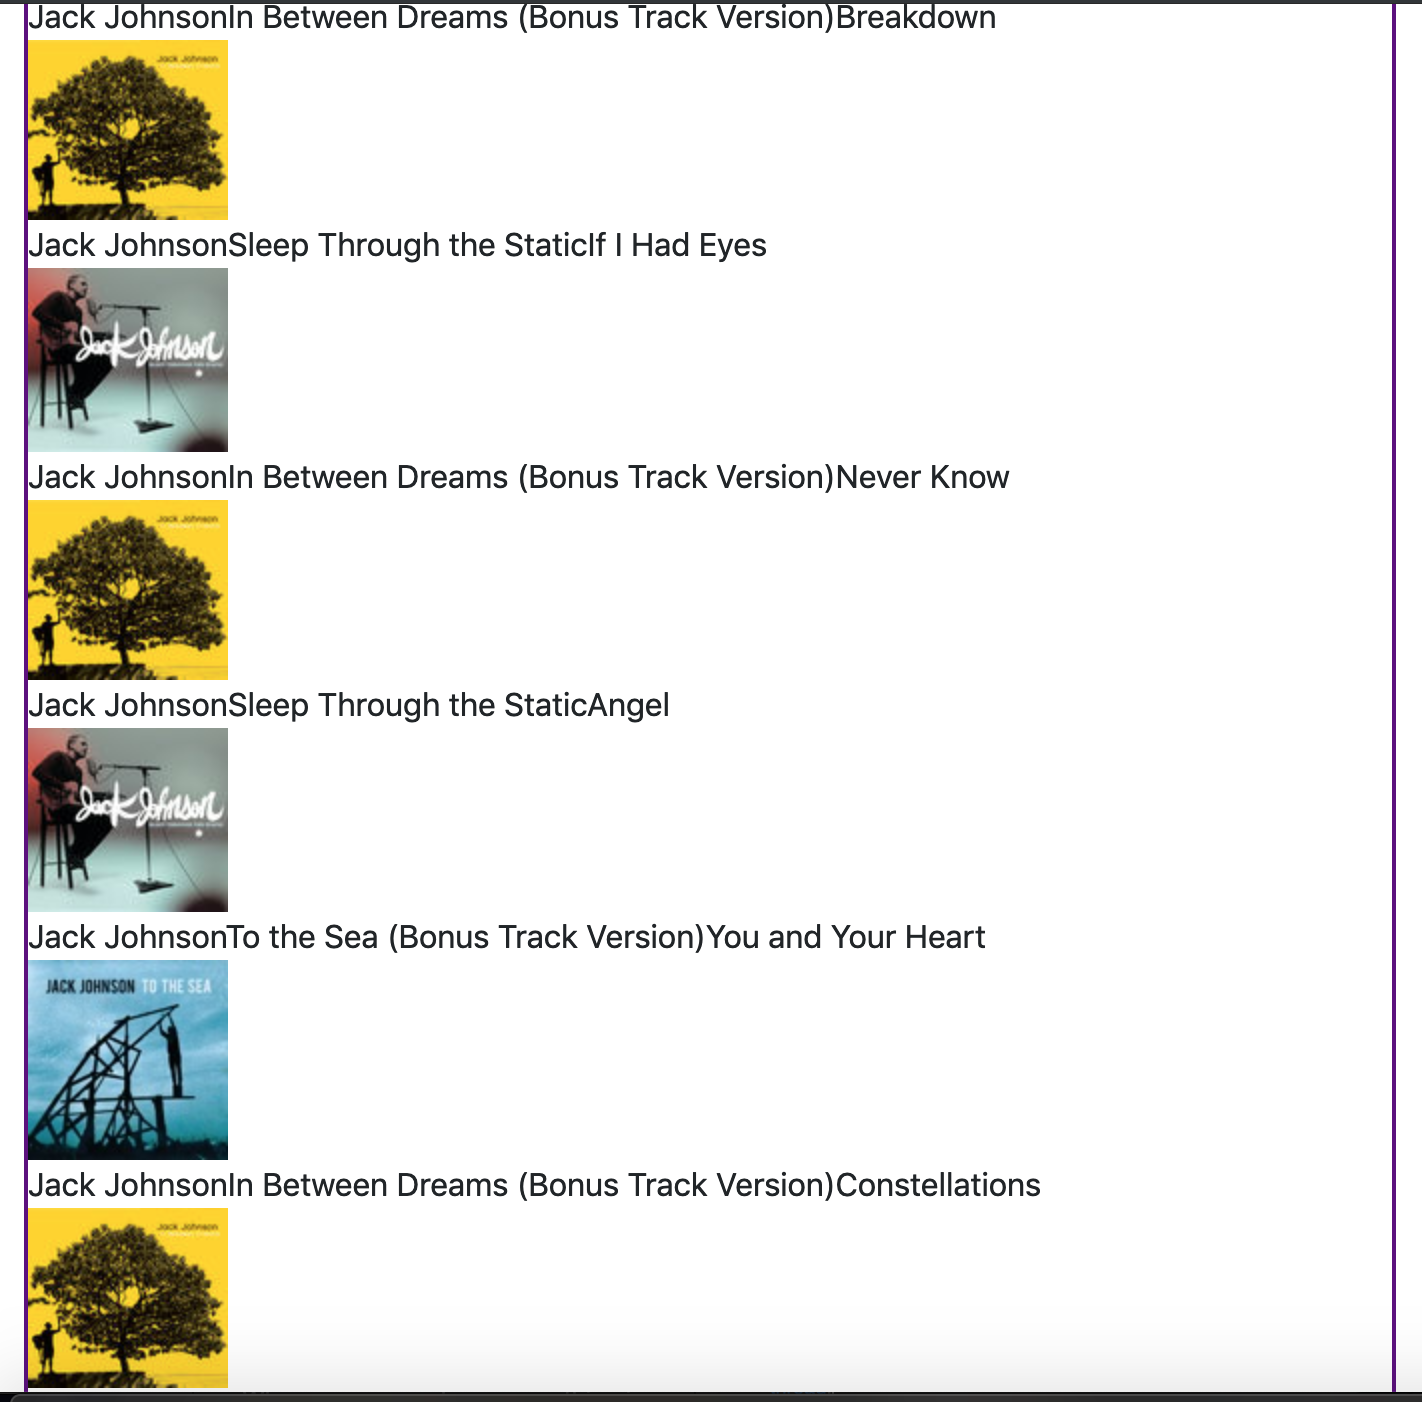 Jack JohnsonIn Between Dreams (Bonus Track Version)Breakdown
Jack Johnson
Jack JohnsonSleep Through the StaticIf I Had Eyes
Jack Johnson
Jack JohnsonIn Between Dreams (Bonus Track Version)Never Know
Jack Johnson
Jack JohnsonSleep Through the StaticAngel
Jack Johnson
Jack JohnsonTo the Sea (Bonus Track Version)You and Your Heart
JACK JOHNSON TO THE SEA
Jack JohnsonIn Between Dreams (Bonus Track Version)Constellations
Jack Johnson